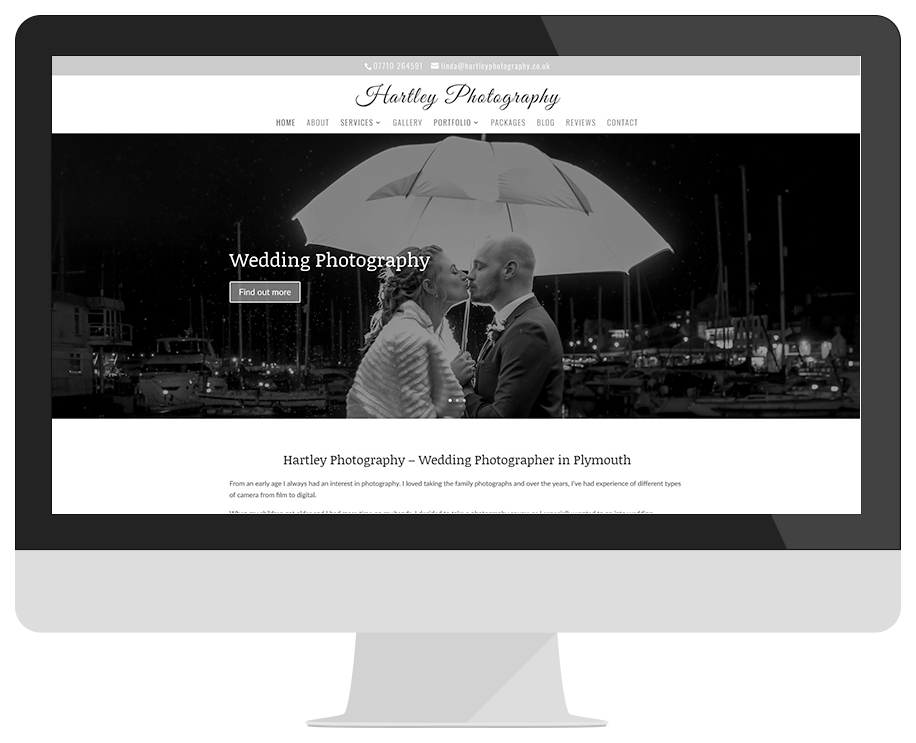 07710 264591 linda@hartleyphotography.co.uk
Hartley Photography
HOME ABOUT SERVICES GALLERY PORTFOLIO PACKAGES BLOG REVIEWS CONTACT
Wedding Photography
Find out more
Hartley Photography – Wedding Photographer in Plymouth
From an early age I always had an interest in photography. I loved taking the family photographs and over the years, I've had experience of different types
of camera from film to digital.